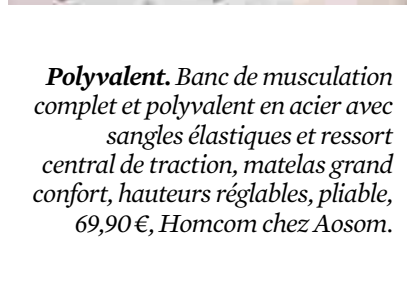 Polyvalent. Banc de musculation
complet et polyvalent en acier avec
sangles élastiques et ressort
central de traction, matelas grand
confort, hauteurs réglables, pliable,
69,90 €, Homcom chez Aosom.